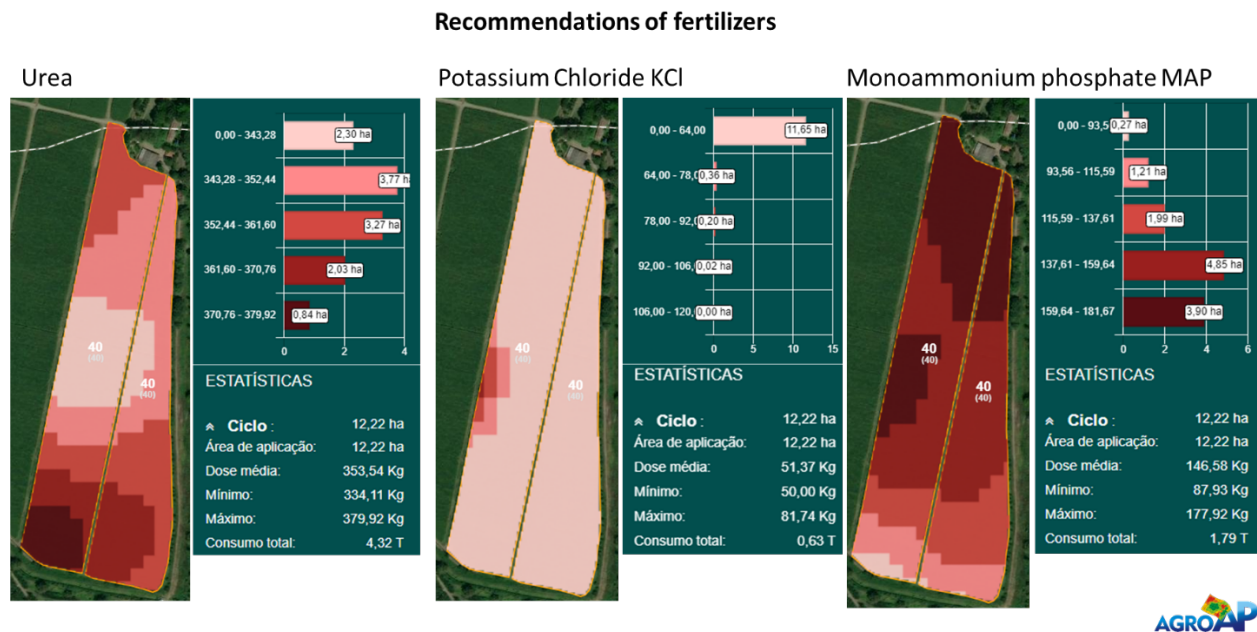 Recommendations of fertilizers
Urea
0,00 - 343,28
2,30 ha
343,28 - 352,44
3,77 h
352,44 - 361,60
3,27 ha
361,60 - 370,76
2,03 ha
370,76 - 379,92
0,84 ha
0 2 4
40
(40)
40
(40)
ESTATÍSTICAS
Ciclo : 12,22 ha
Área de aplicação: 12,22 ha
Dose média: 353,54 Kg
Mínimo: 334,11 Kg
Máximo: 379,92 Kg
Consumo total: 4,32 T
Potassium Chloride KCl
0,00 - 64,00
11,65 ha
64,00 - 78,0
0,36 ha
78,00 - 92,0
0,20 ha
92,00 - 106,
0,02 ha
106,00 - 120,
0,00 ha
0 5 10 15
40
(40)
40
(40)
ESTATÍSTICAS
Ciclo : 12,22 ha
Área de aplicação: 12,22 ha
Dose média: 51,37 Kg
Mínimo: 50,00 Kg
Máximo: 81,74 Kg
Consumo total: 0,63 T
Monoammonium phosphate MAP
0,00 - 93,5
0,27 ha
93,56 - 115,59
1,21 ha
115,59 - 137,61
1,99 ha
137,61 - 159,64
4,85 ha
159,64 - 181,67
3,90 ha
0 2 4 6
40
(40)
40
(40)
ESTATÍSTICAS
Ciclo : 12,22 ha
Área de aplicação: 12,22 ha
Dose média: 146,58 Kg
Mínimo: 87,93 Kg
Máximo: 177,92 Kg
Consumo total: 1,79 T
AGROAP